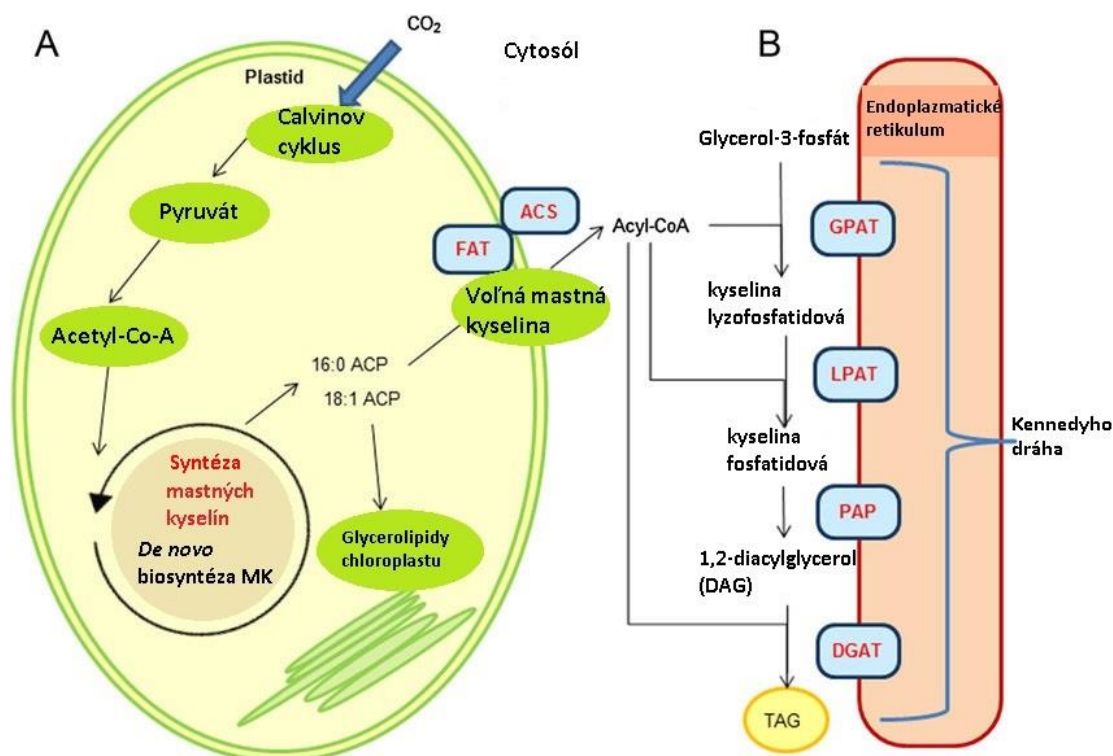 A
CO₂
Cytosól
B
Plastid
Calvinov
cyklus
Pyruvát
Acetyl-Co-A
Syntéza
mastných
kyselín
De novo
biosyntéza MK
16:0 ACP
18:1 ACP
Glycerolipidy
chloroplastu
FAT
ACS
Voľná mastná
kyselina
Acyl-CoA
Glycerol-3-fosfát
kyselina
lyzofosfatidová
kyselina
fosfatidová
1,2-diacylglycerol
(DAG)
TAG
Endoplazmatické
retikulum
GPAT
LPAT
PAP
DGAT
Kennedyho
dráha